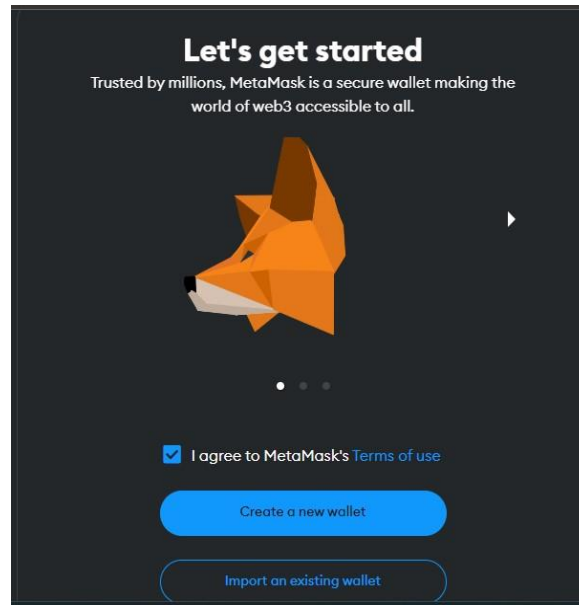 Let's get started
Trusted by millions, MetaMask is a secure wallet making the
world of web3 accessible to all.
I agree to MetaMask's Terms of use
Create a new wallet
Import an existing wallet